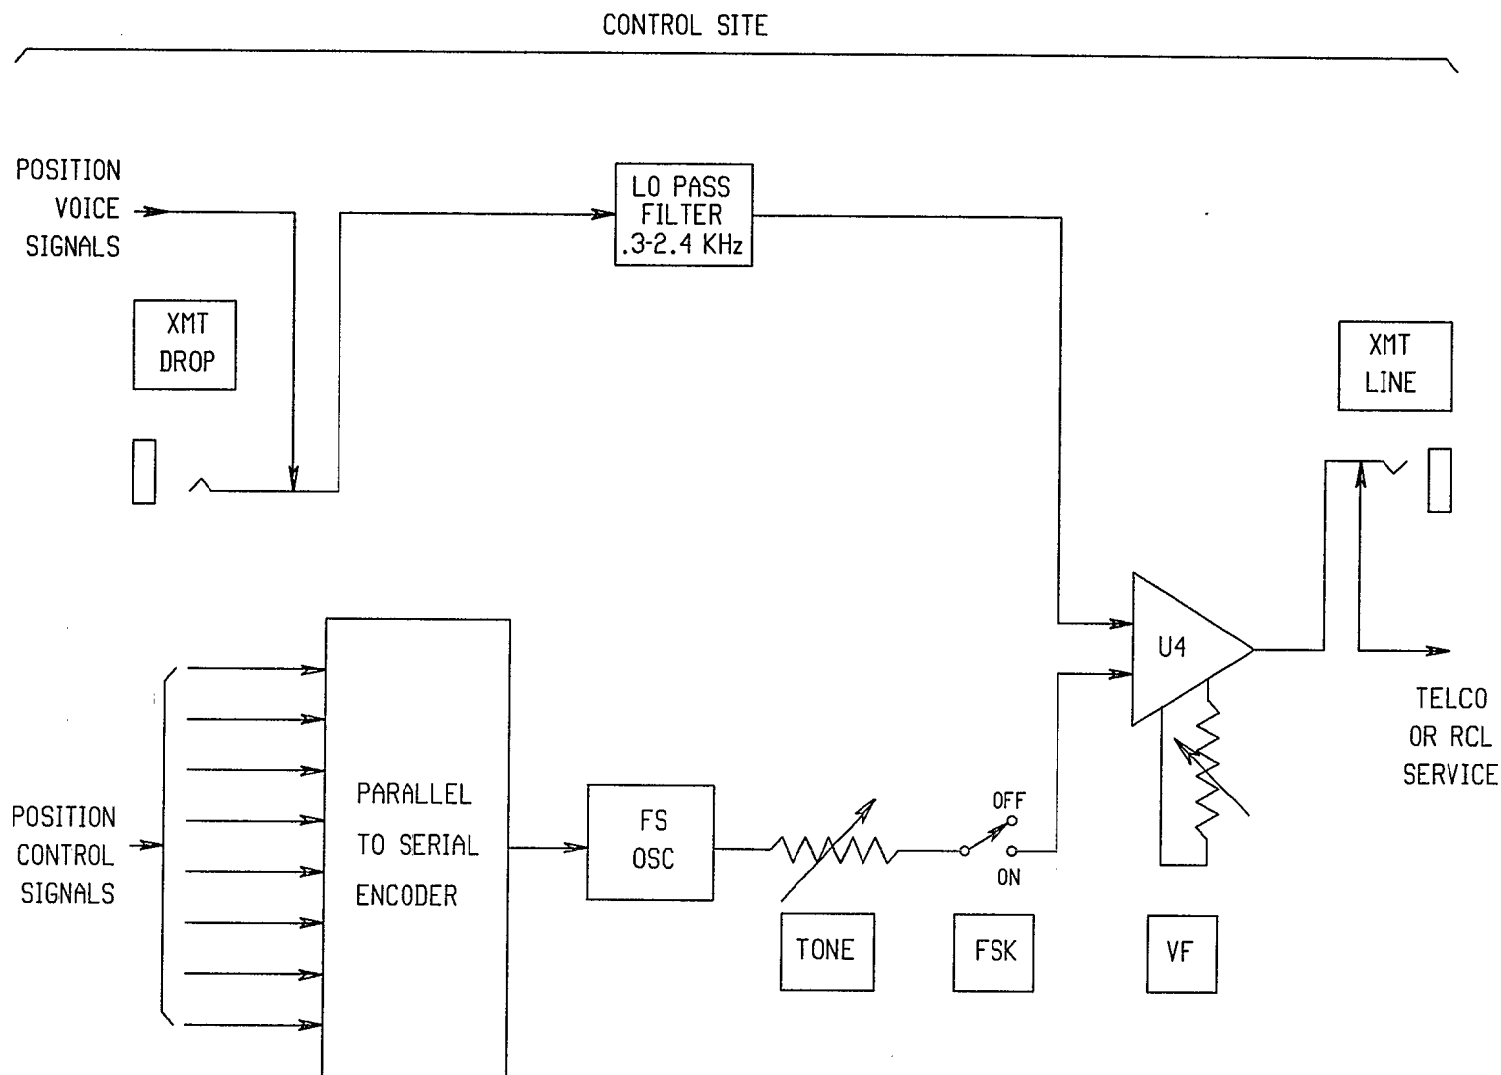 CONTROL SITE
POSITION
VOICE
SIGNALS
LO PASS
FILTER
.3-2.4 KHz
XMT
DROP
XMT
LINE
U4
TELCO
OR RCL
SERVICE
POSITION
CONTROL
SIGNALS
PARALLEL
TO SERIAL
ENCODER
FS
OSC
OFF
ON
TONE
FSK
VF